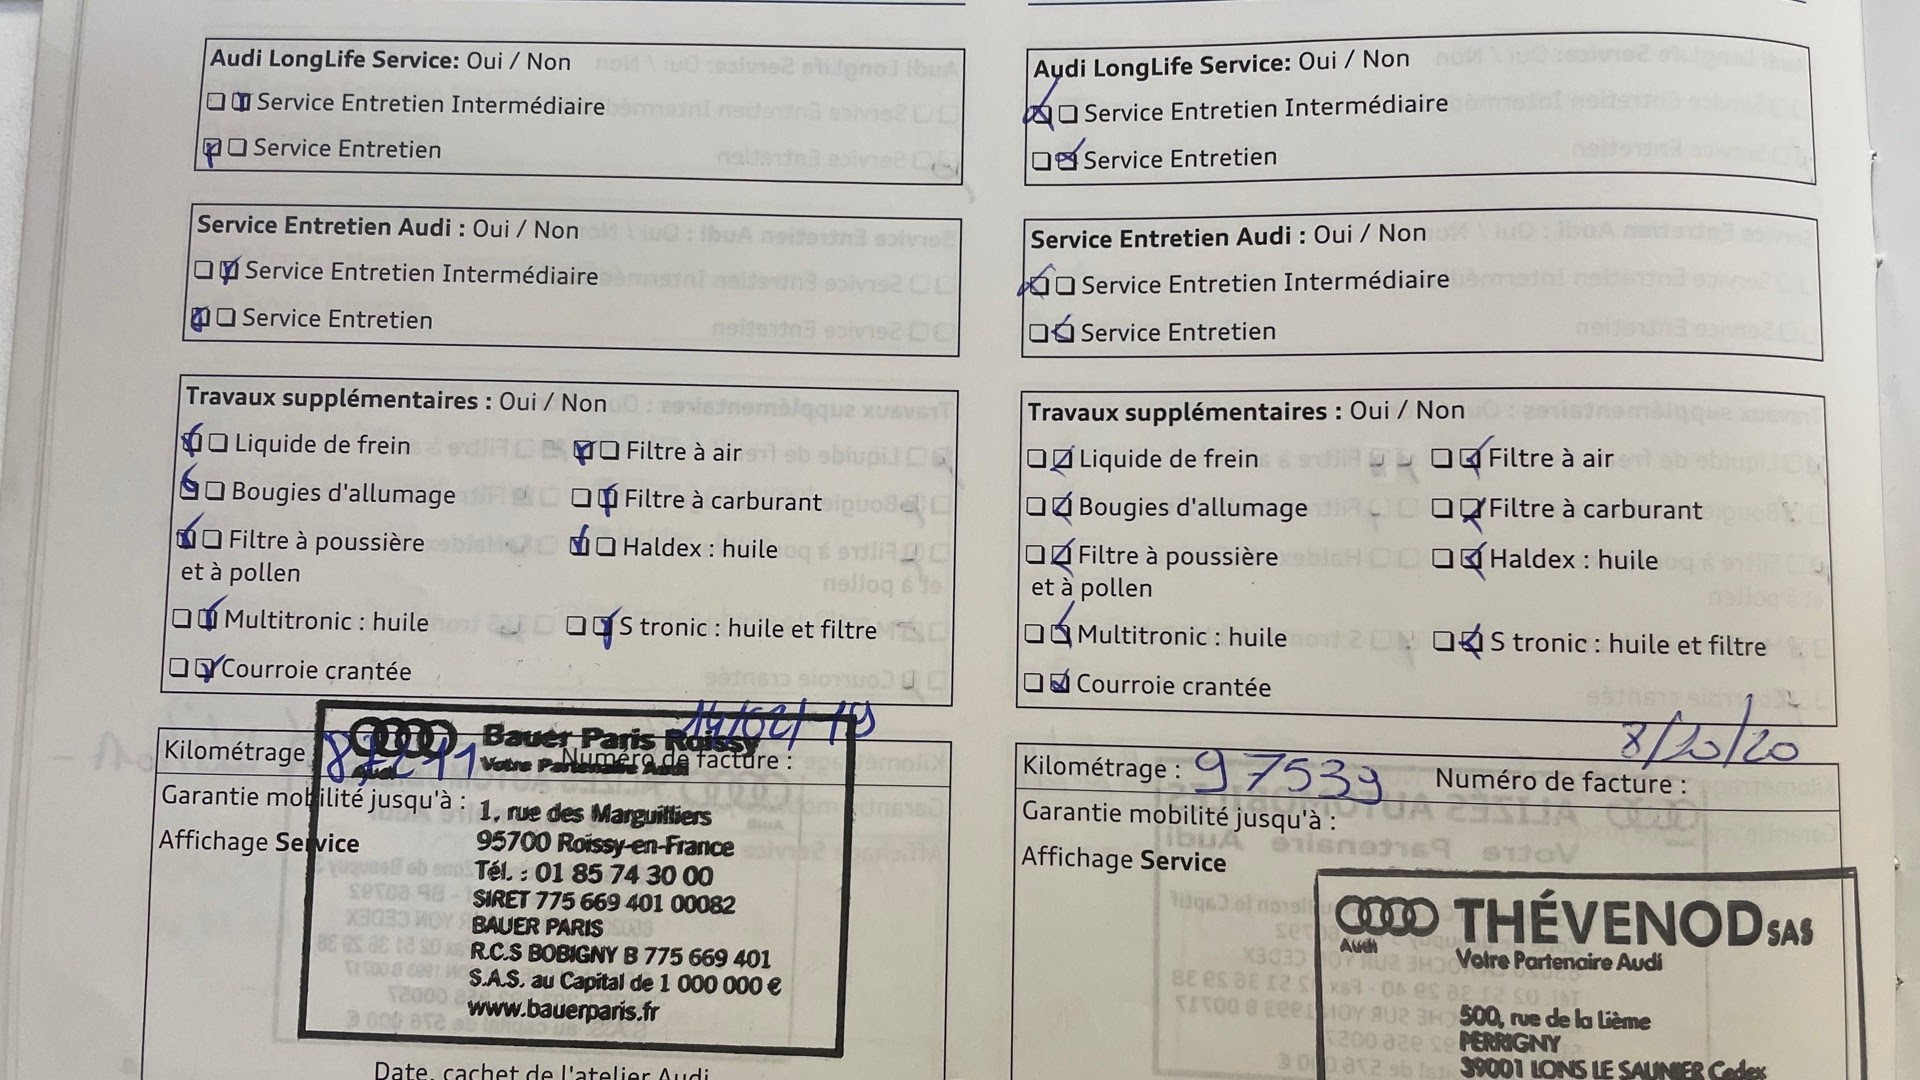 Audi LongLife Service: Oui / Non
Service Entretien Intermédiaire
Service Entretien
Service Entretien Audi : Oui / Non
Service Entretien Intermédiaire
Service Entretien
Travaux supplémentaires : Oui / Non
Liquide de frein Filtre à air
Bougies d'allumage Filtre à carburant
Filtre à poussière Haldex : huile
et à pollen
Multitronic : huile S tronic : huile et filtre
Courroie crantée
14/02/19
Kilométrage Numéro de facture :
Garantie mobilité jusqu'à :
Affichage Service
Audi
Bauer Paris Roissy
Votre Partenaire Audi
1, rue des Marguilliers
95700 Roissy-en-France
Tél. : 01 85 74 30 00
SIRET 775 669 401 00082
BAUER PARIS
R.C.S BOBIGNY B 775 669 401
S.A.S. au Capital de 1 000 000 €
www.bauerparis.fr
Date, cachet de l'atelier Audi
Audi LongLife Service: Oui / Non
Service Entretien Intermédiaire
Service Entretien
Service Entretien Audi : Oui / Non
Service Entretien Intermédiaire
Service Entretien
Travaux supplémentaires : Oui / Non
Liquide de frein Filtre à air
Bougies d'allumage Filtre à carburant
Filtre à poussière Haldex : huile
et à pollen
Multitronic : huile S tronic : huile et filtre
Courroie crantée
Kilométrage : 97539 Numéro de facture :
Garantie mobilité jusqu'à :
Affichage Service
Audi
THÉVENOD SAS
Votre Partenaire Audi
500, rue de la Lième
PERRIGNY
39001 LONS LE SAUNIER Cedex